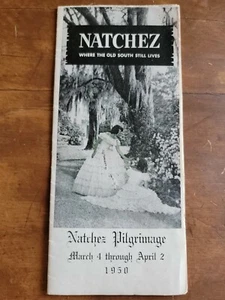 NATCHEZ
WHERE THE OLD SOUTH STILL LIVES
Natchez Pilgrimage
March 4 through April 2
1950